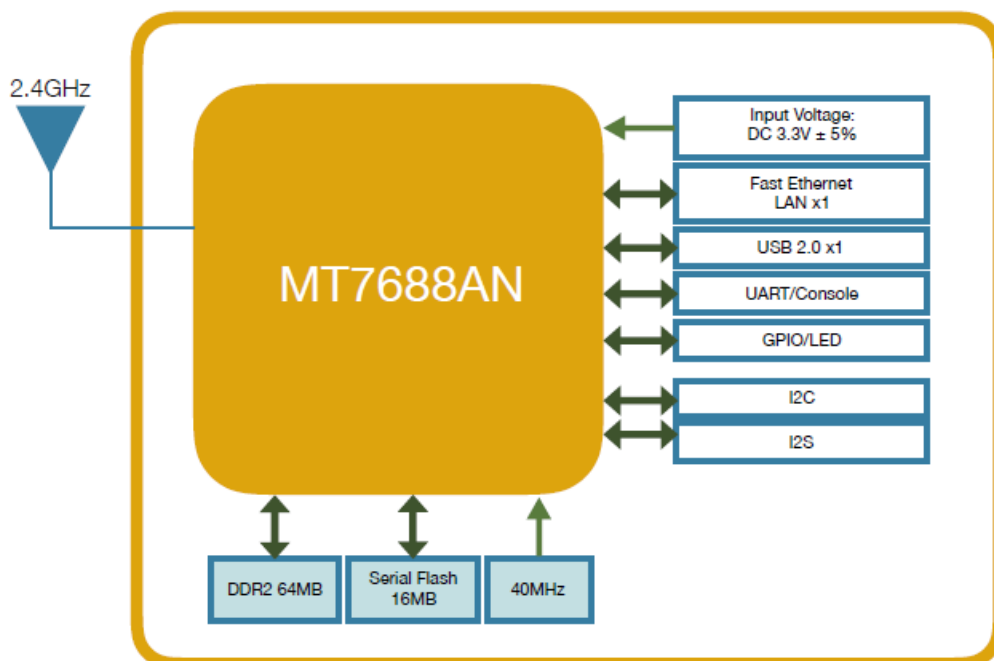 2.4GHz
MT7688AN
Input Voltage:
DC 3.3V ± 5%
Fast Ethernet
LAN x1
USB 2.0 x1
UART/Console
GPIO/LED
I2C
I2S
DDR2 64MB
Serial Flash
16MB
40MHz